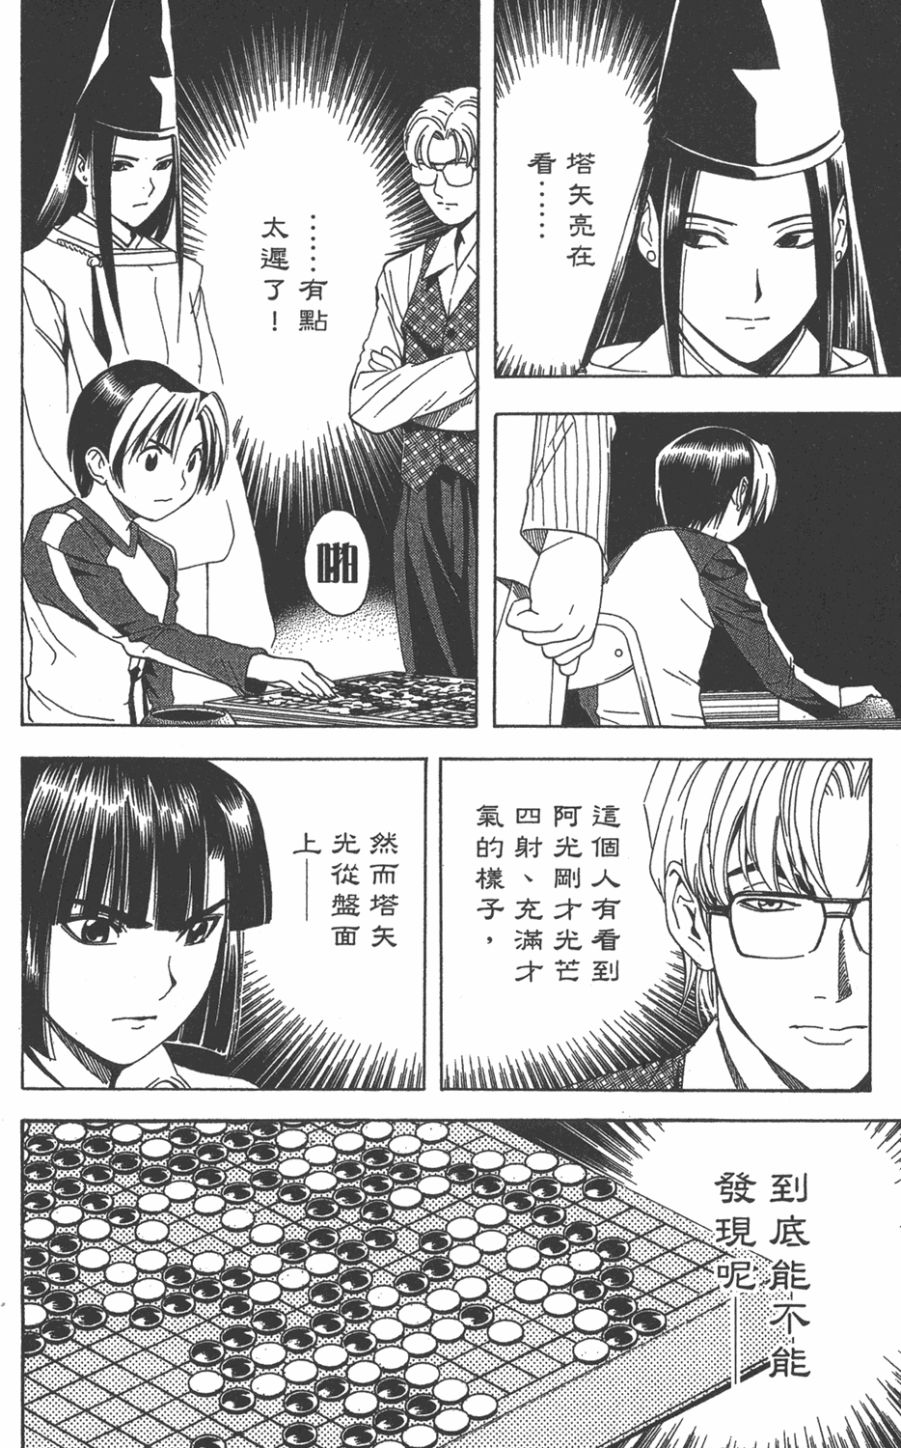 塔矢亮在
看⋯⋯
⋯⋯有點
太遲了！
啪
這個人有看到
阿光剛才光芒
四射、充滿才
氣的樣子，
然而塔矢
光從盤面
上——
到底能不能
發現呢——